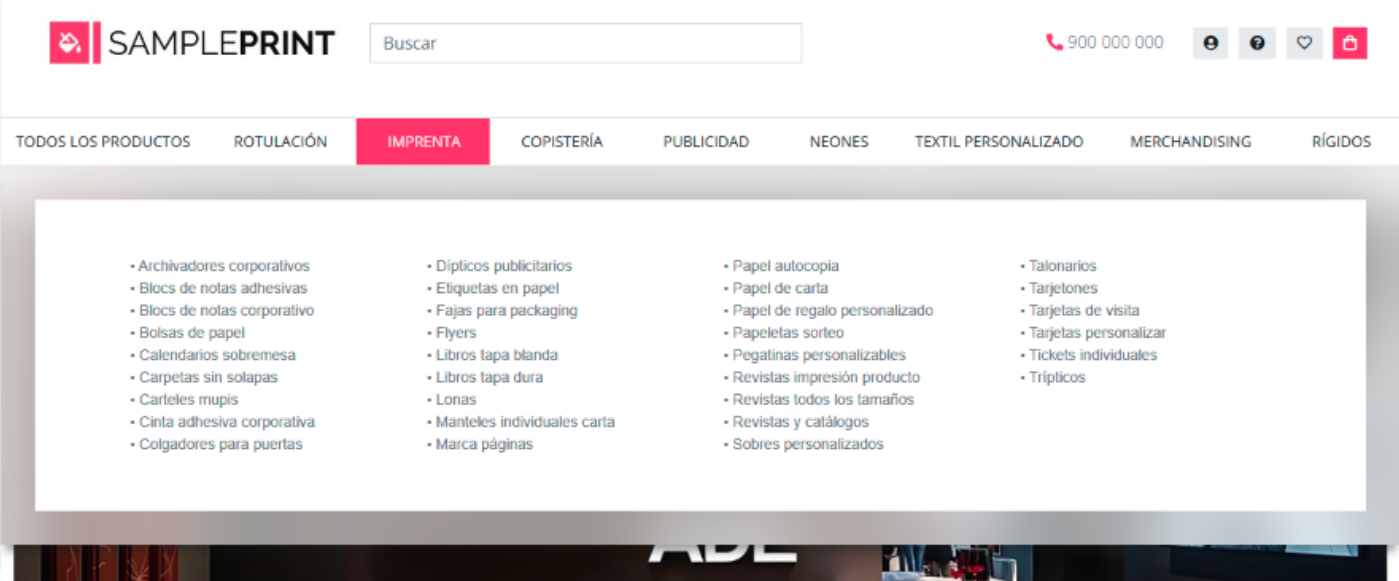 SAMPLEPRINT
Buscar
900 000 000
TODOS LOS PRODUCTOS
ROTULACIÓN
IMPRENTA
COPISTERÍA
PUBLICIDAD
NEONES
TEXTIL PERSONALIZADO
MERCHANDISING
RÍGIDOS
• Archivadores corporativos
• Blocs de notas adhesivas
• Blocs de notas corporativo
• Bolsas de papel
• Calendarios sobremesa
• Carpetas sin solapas
• Carteles mupis
• Cinta adhesiva corporativa
• Colgadores para puertas
• Dípticos publicitarios
• Etiquetas en papel
• Fajas para packaging
• Flyers
• Libros tapa blanda
• Libros tapa dura
• Lonas
• Manteles individuales carta
• Marca páginas
• Papel autocopia
• Papel de carta
• Papel de regalo personalizado
• Papeletas sorteo
• Pegatinas personalizables
• Revistas impresión producto
• Revistas todos los tamaños
• Revistas y catálogos
• Sobres personalizados
• Talonarios
• Tarjetones
• Tarjetas de visita
• Tarjetas personalizar
• Tickets individuales
• Trípticos